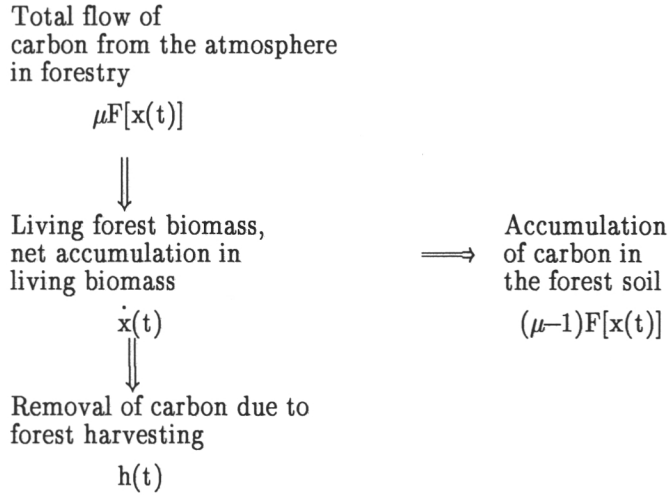 Total flow of
carbon from the atmosphere
in forestry
μF[x(t)]
⇓
Living forest biomass,
net accumulation in
living biomass
ẋ(t)
⟹
Accumulation
of carbon in
the forest soil
(μ–1)F[x(t)]
⇓
Removal of carbon due to
forest harvesting
h(t)